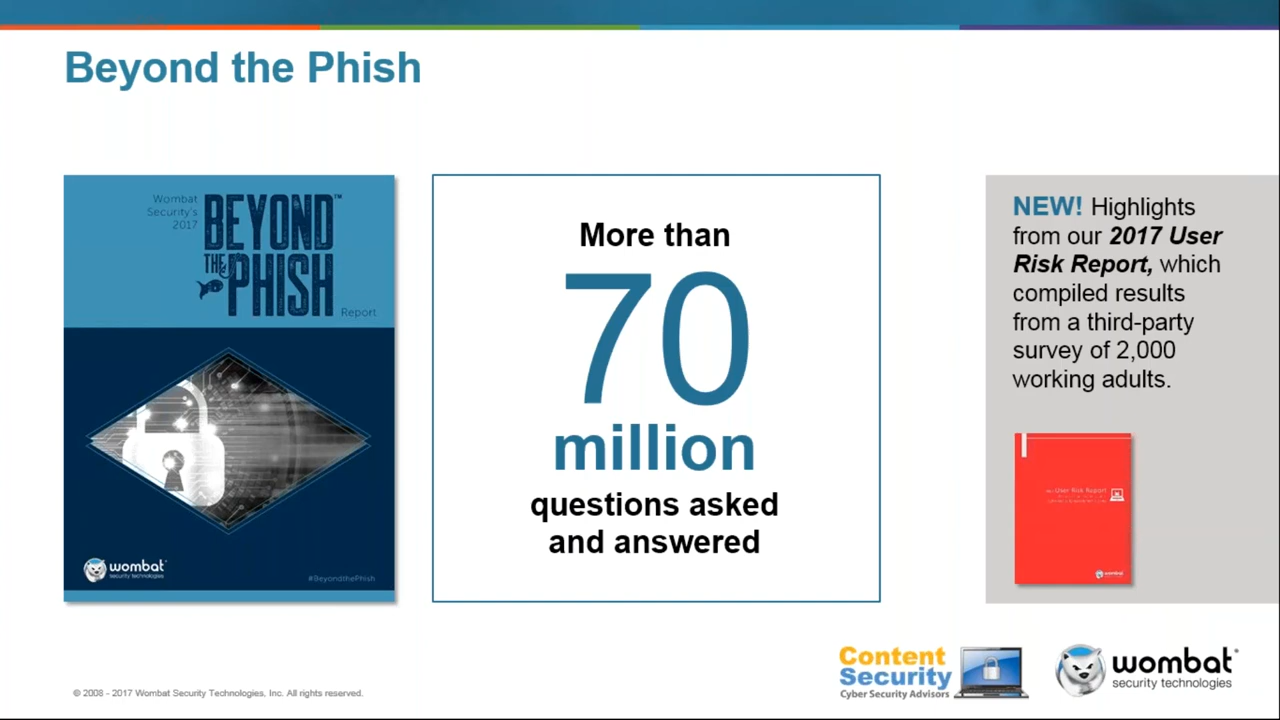 Beyond the Phish
Wombat
Security's
2017
BEYOND™
THE
PHISH
Report
wombat®
security technologies
#BeyondthePhish
More than
70
million
questions asked
and answered
NEW! Highlights
from our 2017 User
Risk Report, which
compiled results
from a third-party
survey of 2,000
working adults.
User Risk Report
wombat
© 2008 - 2017 Wombat Security Technologies, Inc. All rights reserved.
Content
Security
Cyber Security Advisors
wombat®
security technologies